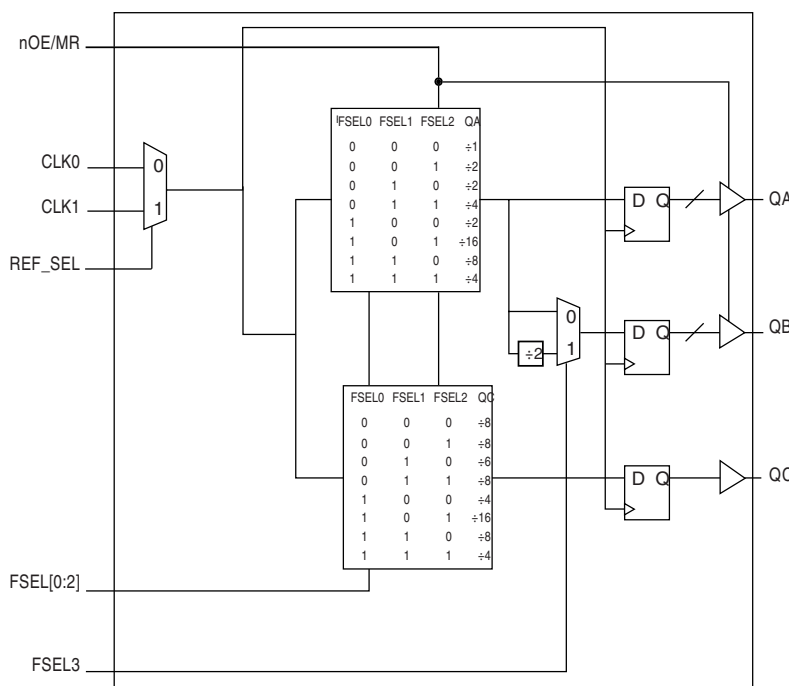 nOE/MR
FSEL0 FSEL1 FSEL2 QA
0 0 0 ÷1
0 0 1 ÷2
0 1 0 ÷2
0 1 1 ÷4
1 0 0 ÷2
1 0 1 ÷16
1 1 0 ÷8
1 1 1 ÷4
CLK0
0
CLK1
1
REF_SEL
D Q
QA
0
÷2
1
D Q
QB
FSEL0 FSEL1 FSEL2 QC
0 0 0 ÷8
0 0 1 ÷8
0 1 0 ÷6
0 1 1 ÷8
1 0 0 ÷4
1 0 1 ÷16
1 1 0 ÷8
1 1 1 ÷4
D Q
QC
FSEL[0:2]
FSEL3